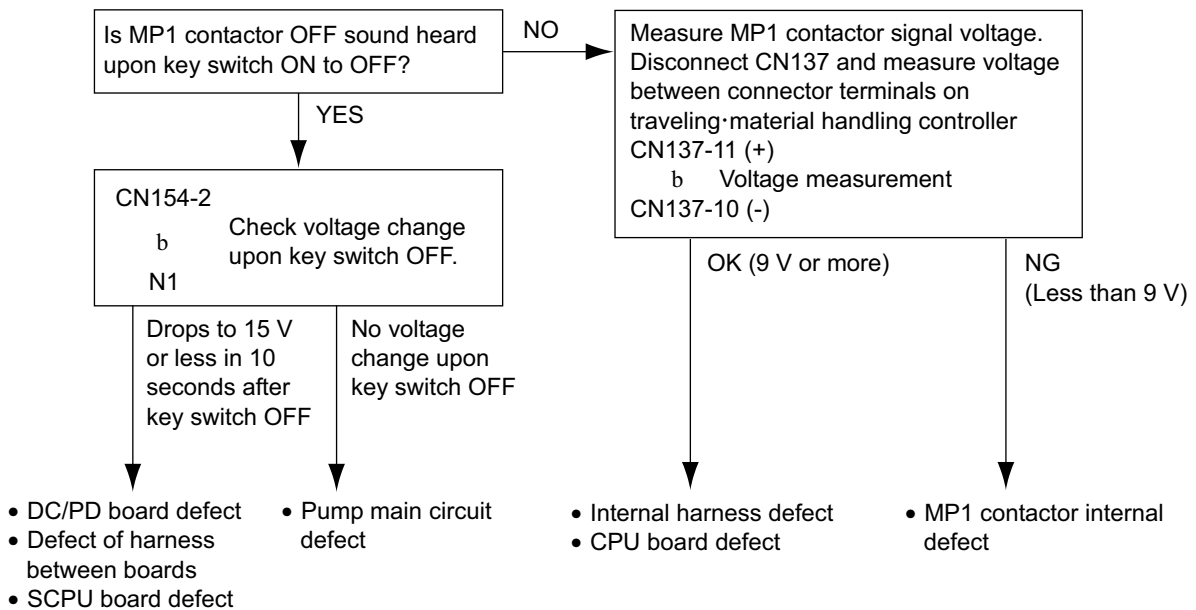 Is MP1 contactor OFF sound heard
upon key switch ON to OFF?
NO
YES
Measure MP1 contactor signal voltage.
Disconnect CN137 and measure voltage
between connector terminals on
traveling·material handling controller
CN137-11 (+)
b Voltage measurement
CN137-10 (-)
CN154-2
b
N1
Check voltage change
upon key switch OFF.
OK (9 V or more)
NG
(Less than 9 V)
Drops to 15 V
or less in 10
seconds after
key switch OFF
No voltage
change upon
key switch OFF
• DC/PD board defect
• Defect of harness
between boards
• SCPU board defect
• Pump main circuit
defect
• Internal harness defect
• CPU board defect
• MP1 contactor internal
defect